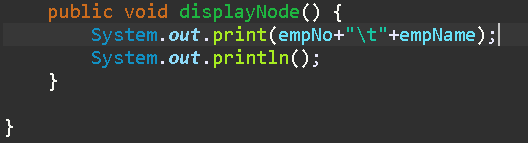 public void displayNode() {
System.out.print(empNo+"\t"+empName);
System.out.println();
}
}